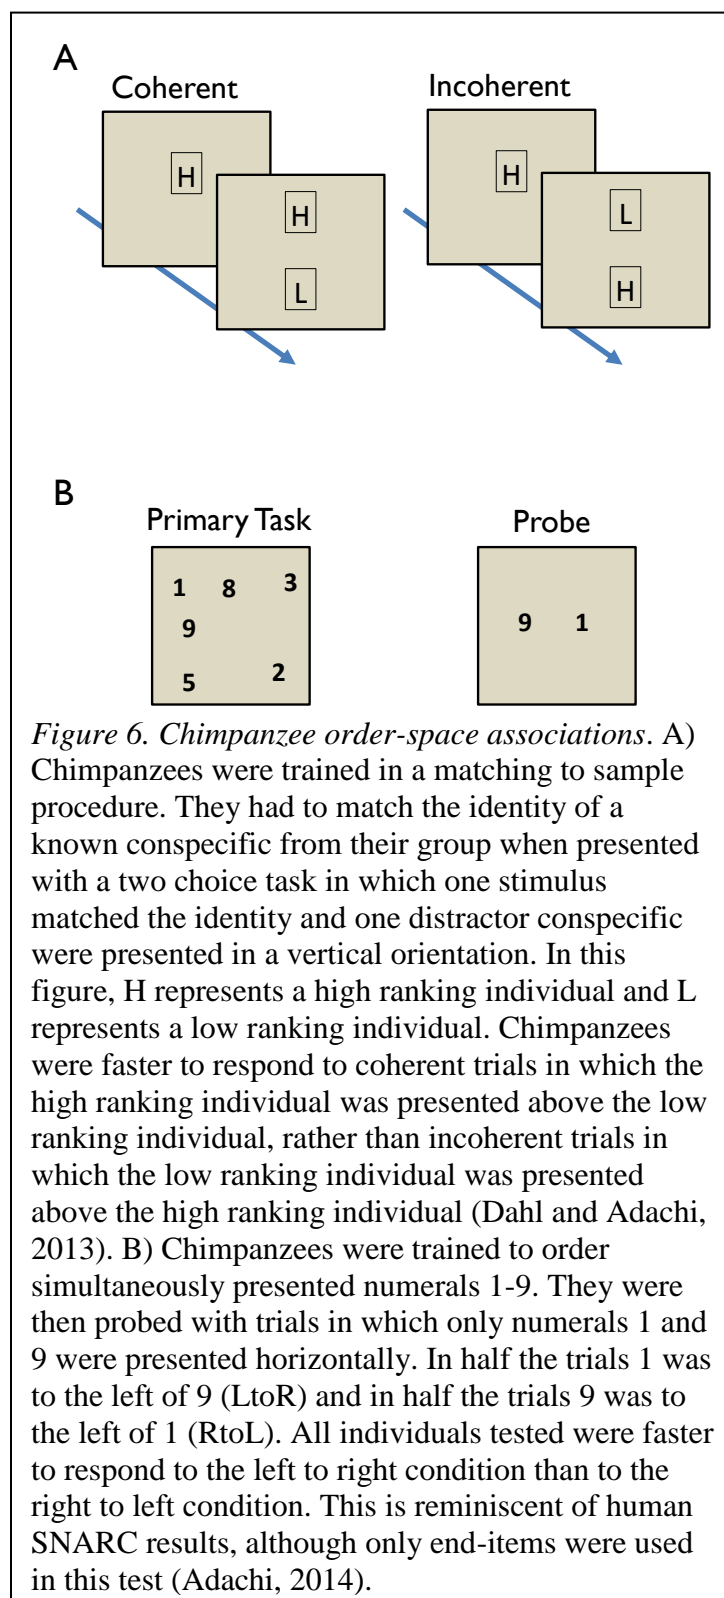 A
Coherent
Incoherent
H
H
H
L
L
H
B
Primary Task
Probe
1 8 3
9
5 2
9 1
Figure 6. Chimpanzee order-space associations. A)
Chimpanzees were trained in a matching to sample
procedure. They had to match the identity of a
known conspecific from their group when presented
with a two choice task in which one stimulus
matched the identity and one distractor conspecific
were presented in a vertical orientation. In this
figure, H represents a high ranking individual and L
represents a low ranking individual. Chimpanzees
were faster to respond to coherent trials in which the
high ranking individual was presented above the low
ranking individual, rather than incoherent trials in
which the low ranking individual was presented
above the high ranking individual (Dahl and Adachi,
2013). B) Chimpanzees were trained to order
simultaneously presented numerals 1-9. They were
then probed with trials in which only numerals 1 and
9 were presented horizontally. In half the trials 1 was
to the left of 9 (LtoR) and in half the trials 9 was to
the left of 1 (RtoL). All individuals tested were faster
to respond to the left to right condition than to the
right to left condition. This is reminiscent of human
SNARC results, although only end-items were used
in this test (Adachi, 2014).